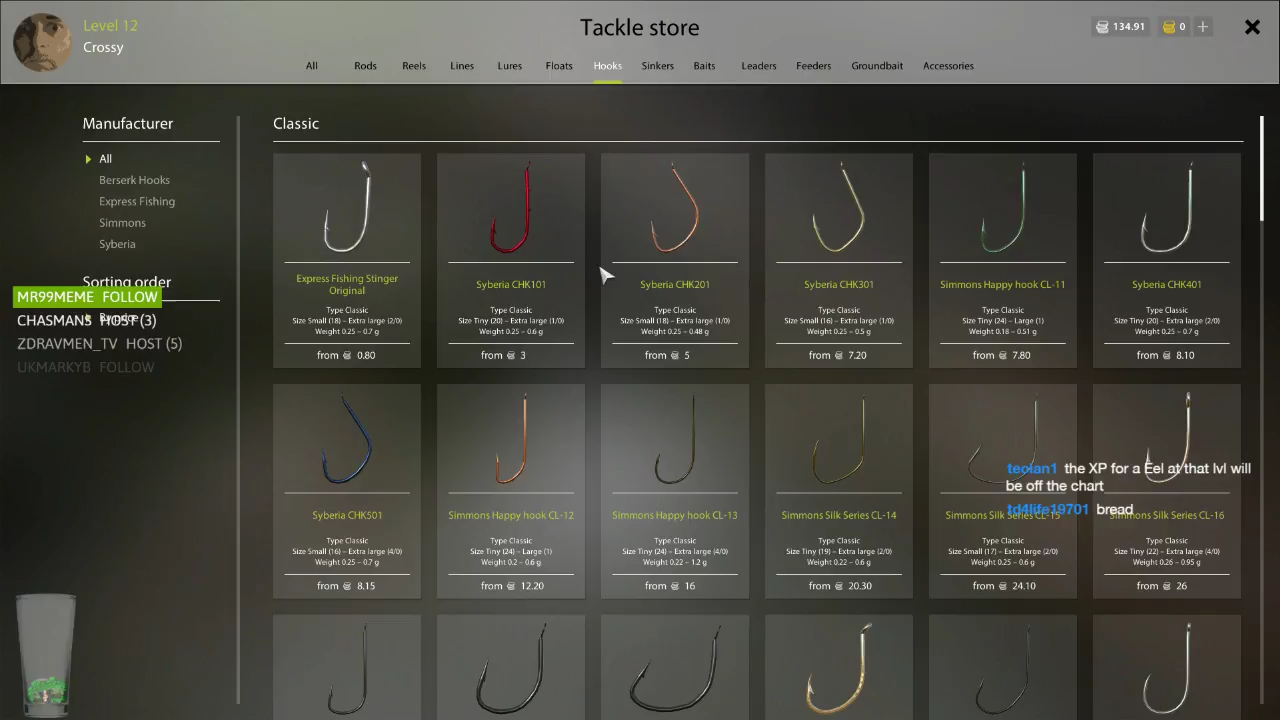 Level 12
Crossy
Tackle store
134.91
0
All Rods Reels Lines Lures Floats Hooks Sinkers Baits Leaders Feeders Groundbait Accessories
Manufacturer
All
Berserk Hooks
Express Fishing
Simmons
Syberia
Sorting order
MR99MEME FOLLOW
CHASMANS HOST (3)
ZDRAVMEN_TV HOST (5)
UKMARKYB FOLLOW
Classic
Express Fishing Stinger
Original
Type Classic
Size Small (18) – Extra large (2/0)
Weight 0.25 – 0.7 g
from 0.80
Syberia CHK101
Type Classic
Size Tiny (20) – Extra large (1/0)
Weight 0.25 – 0.6 g
from 3
Syberia CHK201
Type Classic
Size Small (18) – Extra large (1/0)
Weight 0.25 – 0.48 g
from 5
Syberia CHK301
Type Classic
Size Small (16) – Extra large (1/0)
Weight 0.25 – 0.5 g
from 7.20
Simmons Happy hook CL-11
Type Classic
Size Tiny (24) – Large (1)
Weight 0.18 – 0.51 g
from 7.80
Syberia CHK401
Type Classic
Size Tiny (20) – Extra large (2/0)
Weight 0.25 – 0.7 g
from 8.10
Syberia CHK501
Type Classic
Size Small (16) – Extra large (4/0)
Weight 0.25 – 0.7 g
from 8.15
Simmons Happy hook CL-12
Type Classic
Size Tiny (24) – Large (1)
Weight 0.2 – 0.6 g
from 12.20
Simmons Happy hook CL-13
Type Classic
Size Tiny (24) – Extra large (4/0)
Weight 0.22 – 1.2 g
from 16
Simmons Silk Series CL-14
Type Classic
Size Tiny (19) – Extra large (2/0)
Weight 0.22 – 0.6 g
from 20.30
Simmons Silk Series CL-15
Type Classic
Size Small (17) – Extra large (2/0)
Weight 0.25 – 0.6 g
from 24.10
Simmons Silk Series CL-16
Type Classic
Size Tiny (22) – Extra large (4/0)
Weight 0.26 – 0.95 g
from 26
teoian1 the XP for a Eel at that lvl will
be off the chart
td4life19701 bread